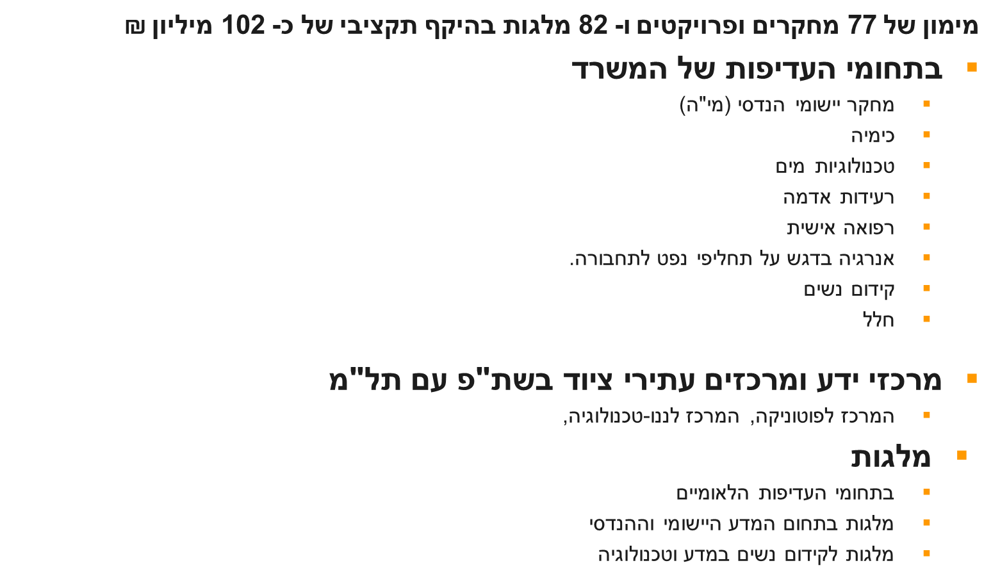 מימון של 77 מחקרים ופרויקטים ו- 82 מלגות בהיקף תקציבי של כ- 102 מיליון ₪
בתחומי העדיפות של המשרד
מחקר יישומי הנדסי (מי"ה)
כימיה
טכנולוגיות מים
רעידות אדמה
רפואה אישית
אנרגיה בדגש על תחליפי נפט לתחבורה.
קידום נשים
חלל
מרכזי ידע ומרכזים עתירי ציוד בשת"פ עם תל"מ
המרכז לפוטוניקה, המרכז לננו-טכנולוגיה,
מלגות
בתחומי העדיפות הלאומיים
מלגות בתחום המדע היישומי וההנדסי
מלגות לקידום נשים במדע וטכנולוגיה